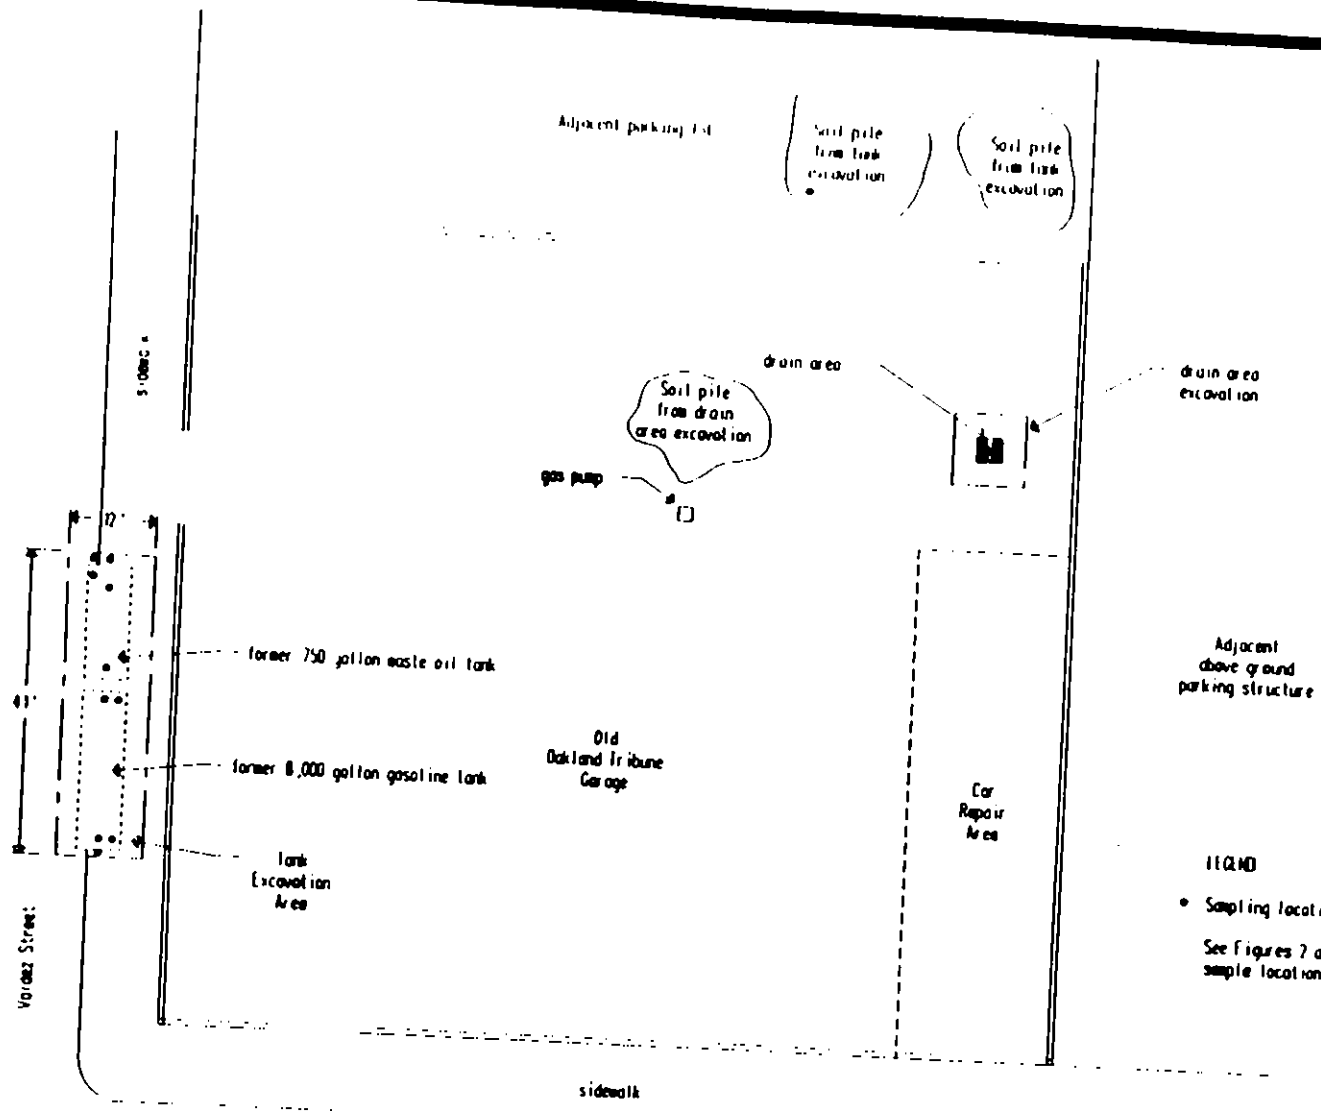 Adjacent parking lot
Soil pile
from tank
excavation
Soil pile
from tank
excavation
drain area
drain area
excavation
Soil pile
from drain
area excavation
gas pump
12'
former 750 gallon waste oil tank
Adjacent
above ground
parking structure
Old
Oakland Tribune
Garage
former 8,000 gallon gasoline tank
Car
Repair
Area
Tank
Excavation
Area
LEGEND
Sampling locati
See Figures 2 a
sample location
Street
sidewalk